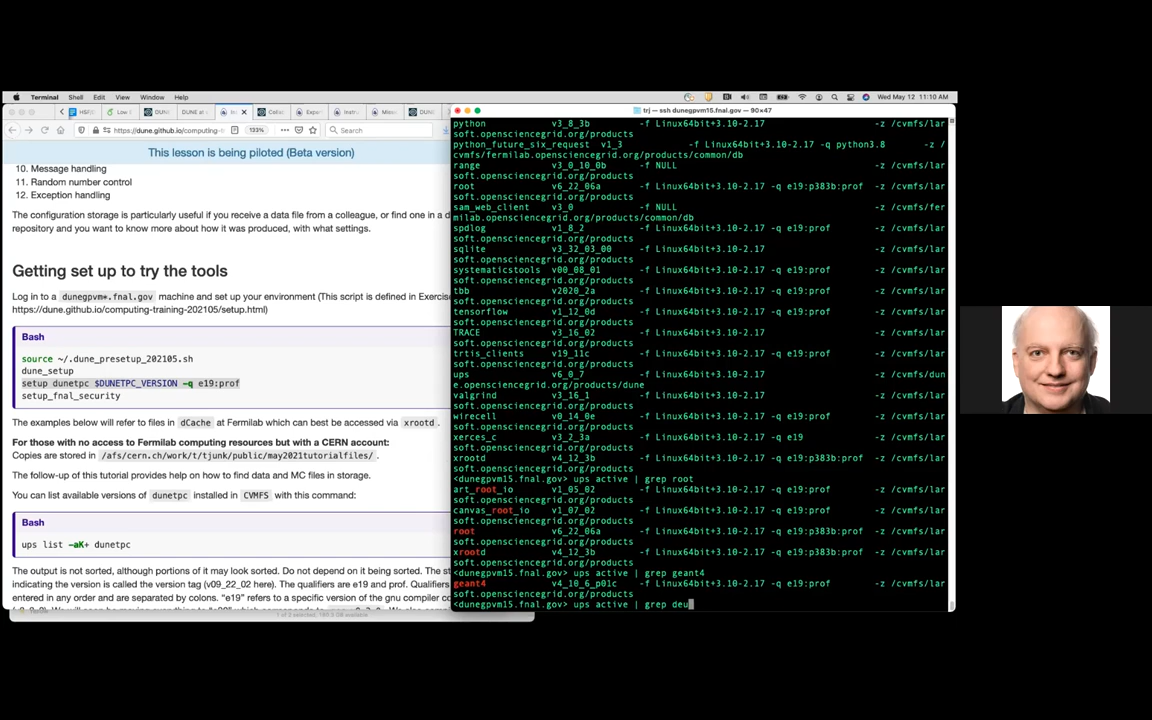 Terminal Shell Edit View Window Help
Wed May 12 11:10 AM
trj — ssh dunegpvm15.fnal.gov — 90×47
https://dune.github.io/computing-tr
133%
Search
This lesson is being piloted (Beta version)
10. Message handling
11. Random number control
12. Exception handling
The configuration storage is particularly useful if you receive a data file from a colleague, or find one in a d
repository and you want to know more about how it was produced, with what settings.
Getting set up to try the tools
Log in to a dunegpvm*.fnal.gov machine and set up your environment (This script is defined in Exercis
https://dune.github.io/computing-training-202105/setup.html)
Bash
source ~/.dune_presetup_202105.sh
dune_setup
setup dunetpc $DUNETPC_VERSION -q e19:prof
setup_fnal_security
The examples below will refer to files in dCache at Fermilab which can best be accessed via xrootd.
For those with no access to Fermilab computing resources but with a CERN account:
Copies are stored in /afs/cern.ch/work/t/tjunk/public/may2021tutorialfiles/ .
The follow-up of this tutorial provides help on how to find data and MC files in storage.
You can list available versions of dunetpc installed in CVMFS with this command:
Bash
ups list -aK+ dunetpc
The output is not sorted, although portions of it may look sorted. Do not depend on it being sorted. The st
indicating the version is called the version tag (v09_22_02 here). The qualifiers are e19 and prof. Qualifiers
entered in any order and are separated by colons. "e19" refers to a specific version of the gnu compiler
python v3_8_3b -f Linux64bit+3.10-2.17 -z /cvmfs/lar
soft.opensciencegrid.org/products
python_future_six_request v1_3 -f Linux64bit+3.10-2.17 -q python3.8 -z /
cvmfs/fermilab.opensciencegrid.org/products/common/db
range v3_0_10_0b -f NULL -z /cvmfs/lar
soft.opensciencegrid.org/products
root v6_22_06a -f Linux64bit+3.10-2.17 -q e19:p383b:prof -z /cvmfs/lar
soft.opensciencegrid.org/products
sam_web_client v3_0 -f NULL -z /cvmfs/fer
milab.opensciencegrid.org/products/common/db
spdlog v1_8_2 -f Linux64bit+3.10-2.17 -q e19:prof -z /cvmfs/lar
soft.opensciencegrid.org/products
sqlite v3_32_03_00 -f Linux64bit+3.10-2.17 -z /cvmfs/lar
soft.opensciencegrid.org/products
systematicstools v00_08_01 -f Linux64bit+3.10-2.17 -q e19:prof -z /cvmfs/lar
soft.opensciencegrid.org/products
tbb v2020_2a -f Linux64bit+3.10-2.17 -q e19:prof -z /cvmfs/lar
soft.opensciencegrid.org/products
tensorflow v1_12_0d -f Linux64bit+3.10-2.17 -q e19:prof -z /cvmfs/lar
soft.opensciencegrid.org/products
TRACE v3_16_02 -f Linux64bit+3.10-2.17 -z /cvmfs/lar
soft.opensciencegrid.org/products
trtis_clients v19_11c -f Linux64bit+3.10-2.17 -q e19:prof -z /cvmfs/lar
soft.opensciencegrid.org/products
ups v6_0_7 -f Linux64bit+3.10-2.17 -z /cvmfs/dun
e.opensciencegrid.org/products/dune
valgrind v3_16_1 -f Linux64bit+3.10-2.17 -z /cvmfs/lar
soft.opensciencegrid.org/products
wirecell v0_14_0e -f Linux64bit+3.10-2.17 -q e19:prof -z /cvmfs/lar
soft.opensciencegrid.org/products
xerces_c v3_2_3a -f Linux64bit+3.10-2.17 -q e19 -z /cvmfs/lar
soft.opensciencegrid.org/products
xrootd v4_12_3b -f Linux64bit+3.10-2.17 -q e19:p383b:prof -z /cvmfs/lar
soft.opensciencegrid.org/products
<dunegpvm15.fnal.gov> ups active | grep root
art_root_io v1_05_02 -f Linux64bit+3.10-2.17 -q e19:prof -z /cvmfs/lar
soft.opensciencegrid.org/products
canvas_root_io v1_07_02 -f Linux64bit+3.10-2.17 -q e19:prof -z /cvmfs/lar
soft.opensciencegrid.org/products
root v6_22_06a -f Linux64bit+3.10-2.17 -q e19:p383b:prof -z /cvmfs/lar
soft.opensciencegrid.org/products
xrootd v4_12_3b -f Linux64bit+3.10-2.17 -q e19:p383b:prof -z /cvmfs/lar
soft.opensciencegrid.org/products
<dunegpvm15.fnal.gov> ups active | grep geant4
geant4 v4_10_6_p01c -f Linux64bit+3.10-2.17 -q e19:prof -z /cvmfs/lar
soft.opensciencegrid.org/products
<dunegpvm15.fnal.gov> ups active | grep deu